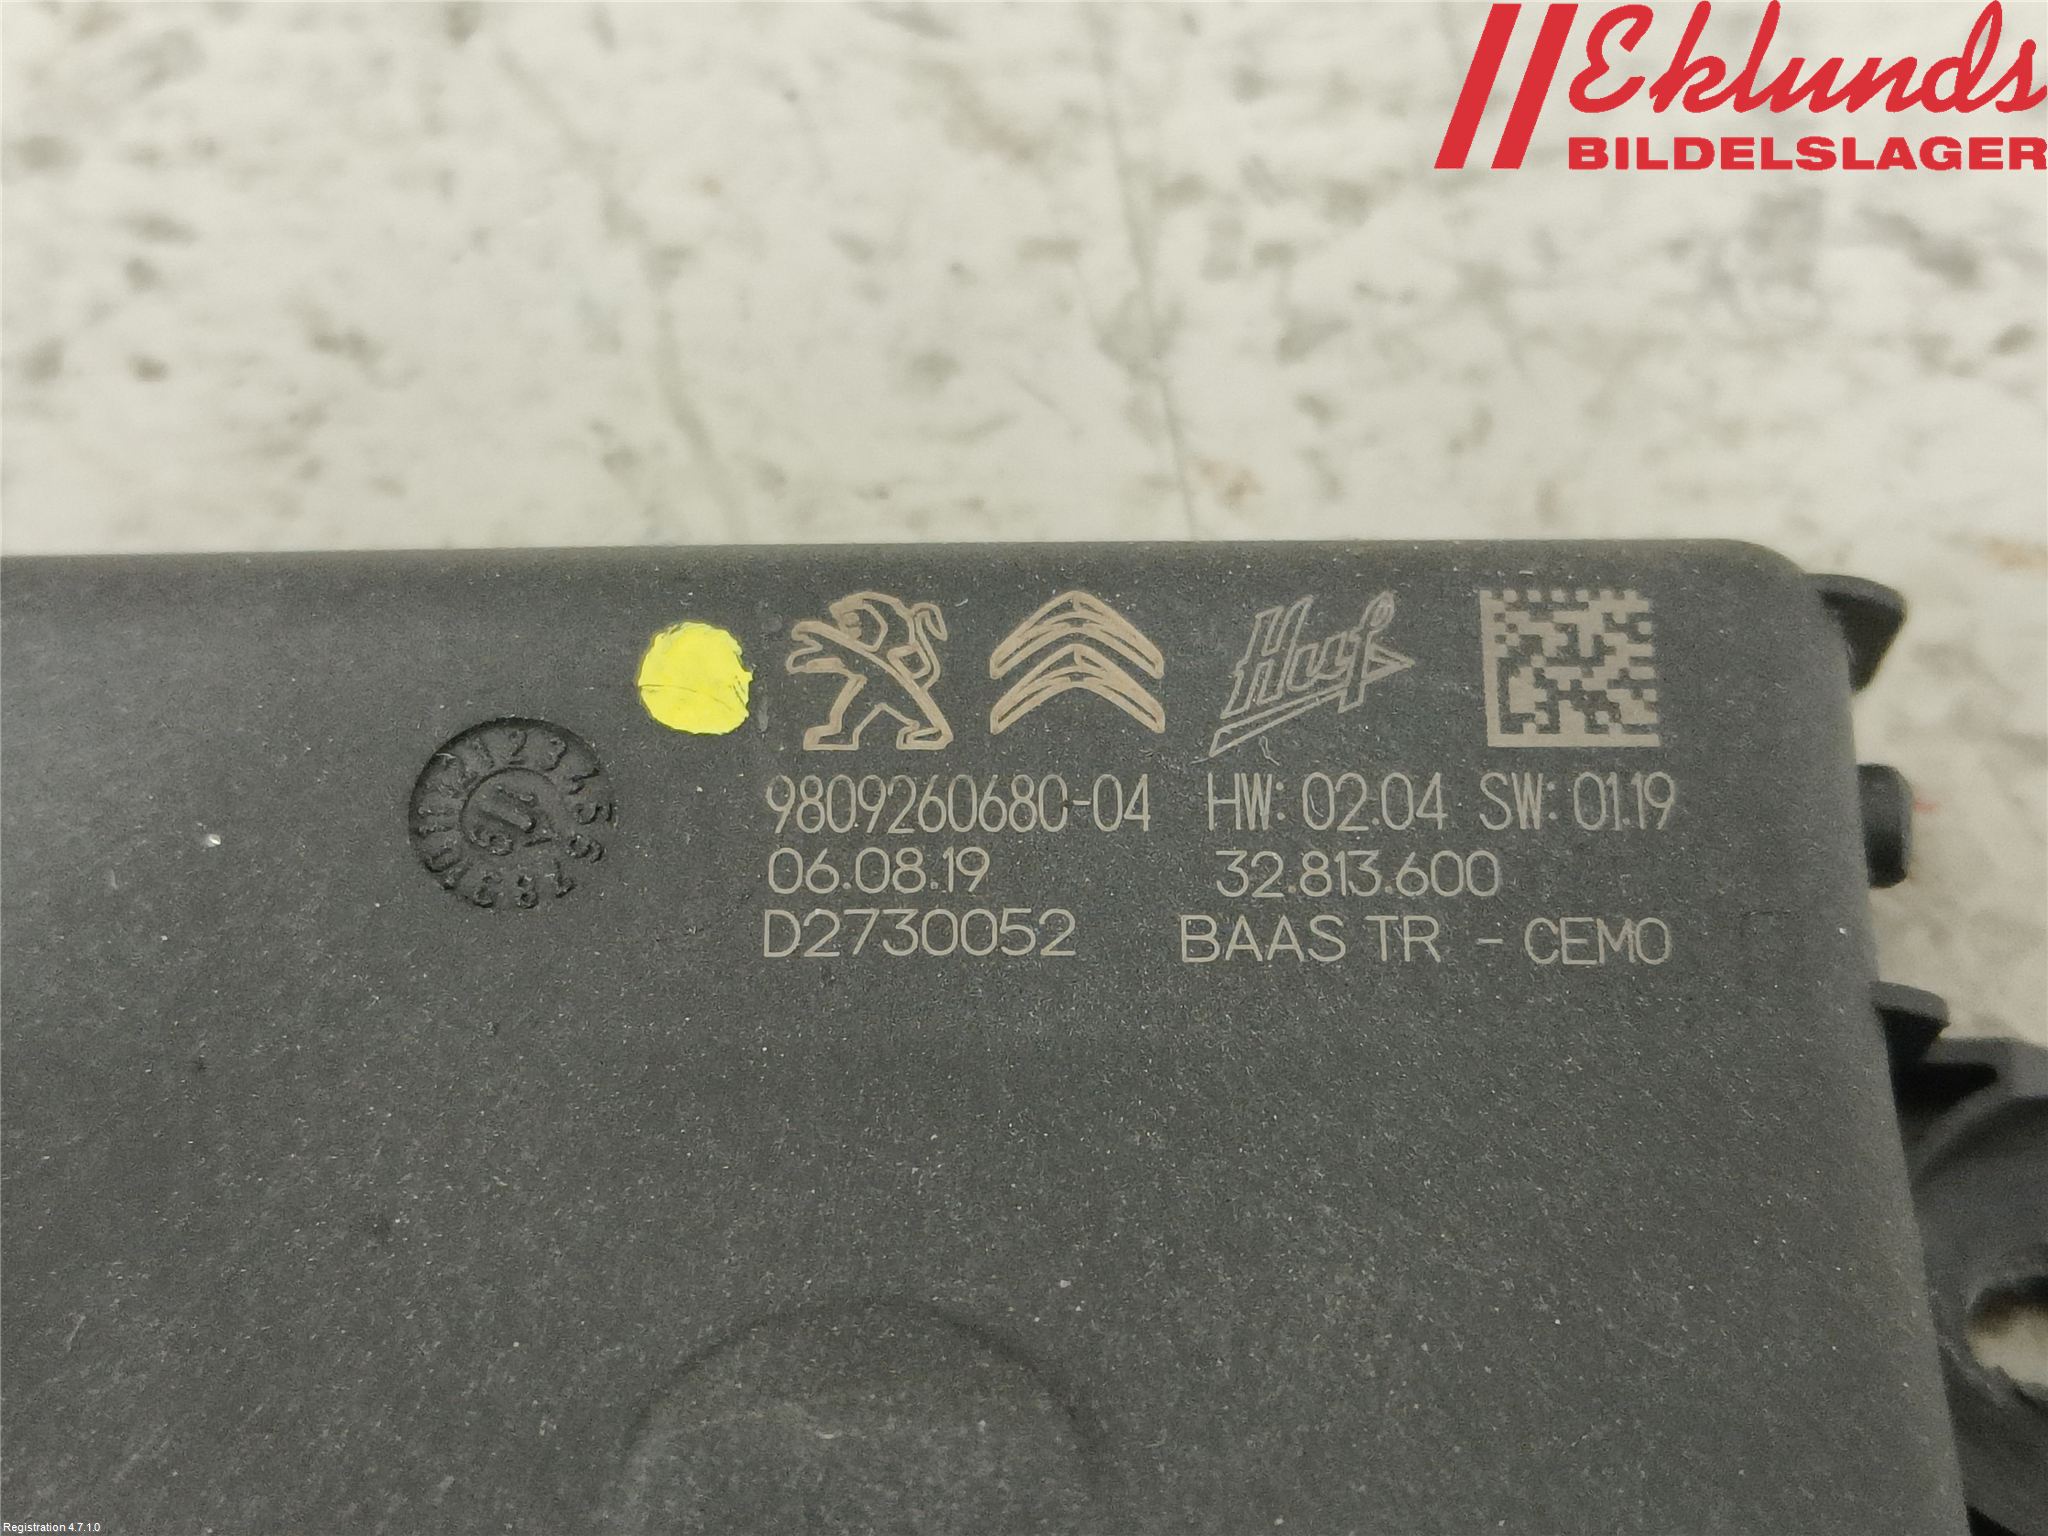 Eklunds
BILDELSLAGER
Huf
9809260680-04 HW: 02.04 SW: 01.19
06.08.19 32.813.600
D2730052 BAAS TR - CEMO
Registration 4.7.1.0